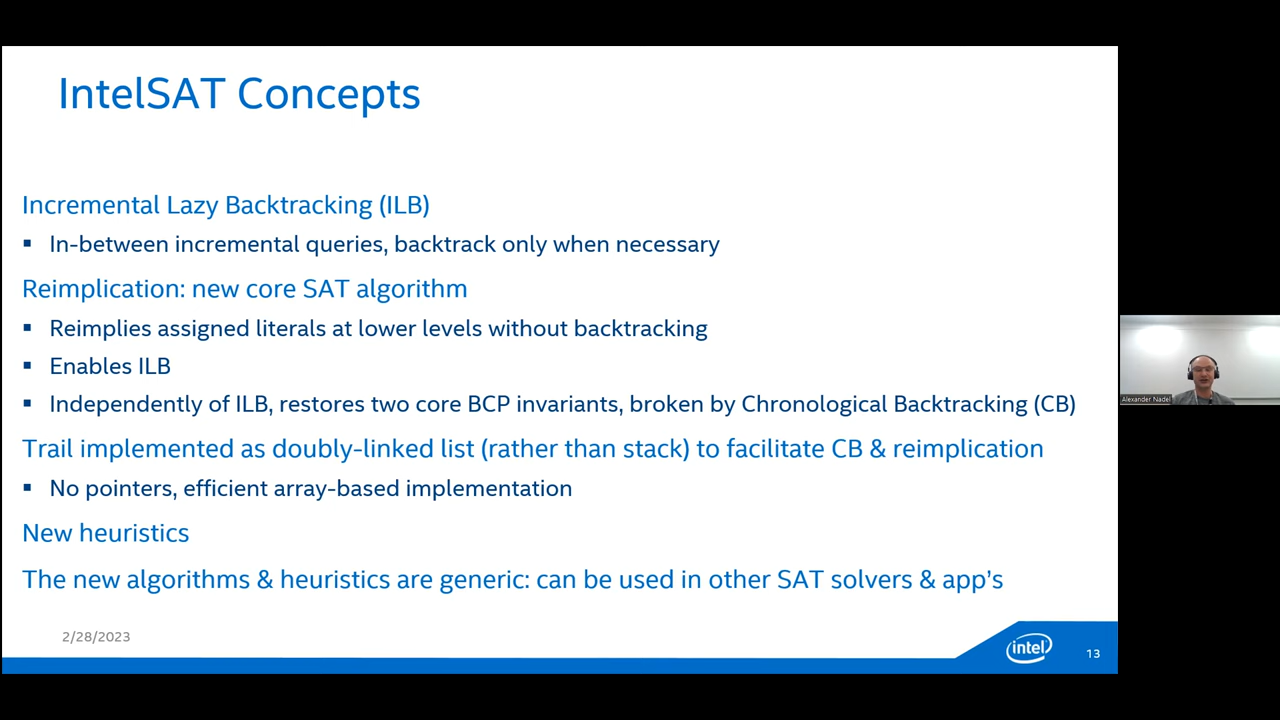 IntelSAT Concepts
Incremental Lazy Backtracking (ILB)
▪ In-between incremental queries, backtrack only when necessary
Reimplication: new core SAT algorithm
▪ Reimplies assigned literals at lower levels without backtracking
▪ Enables ILB
▪ Independently of ILB, restores two core BCP invariants, broken by Chronological Backtracking (CB)
Trail implemented as doubly-linked list (rather than stack) to facilitate CB & reimplication
▪ No pointers, efficient array-based implementation
New heuristics
The new algorithms & heuristics are generic: can be used in other SAT solvers & app's
2/28/2023
intel
13
Alexander Nadel